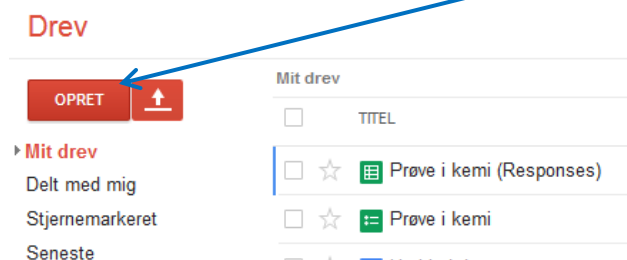 Drev
OPRET
Mit drev
Delt med mig
Stjernemarkeret
Seneste
Mit drev
TITEL
Prøve i kemi (Responses)
Prøve i kemi